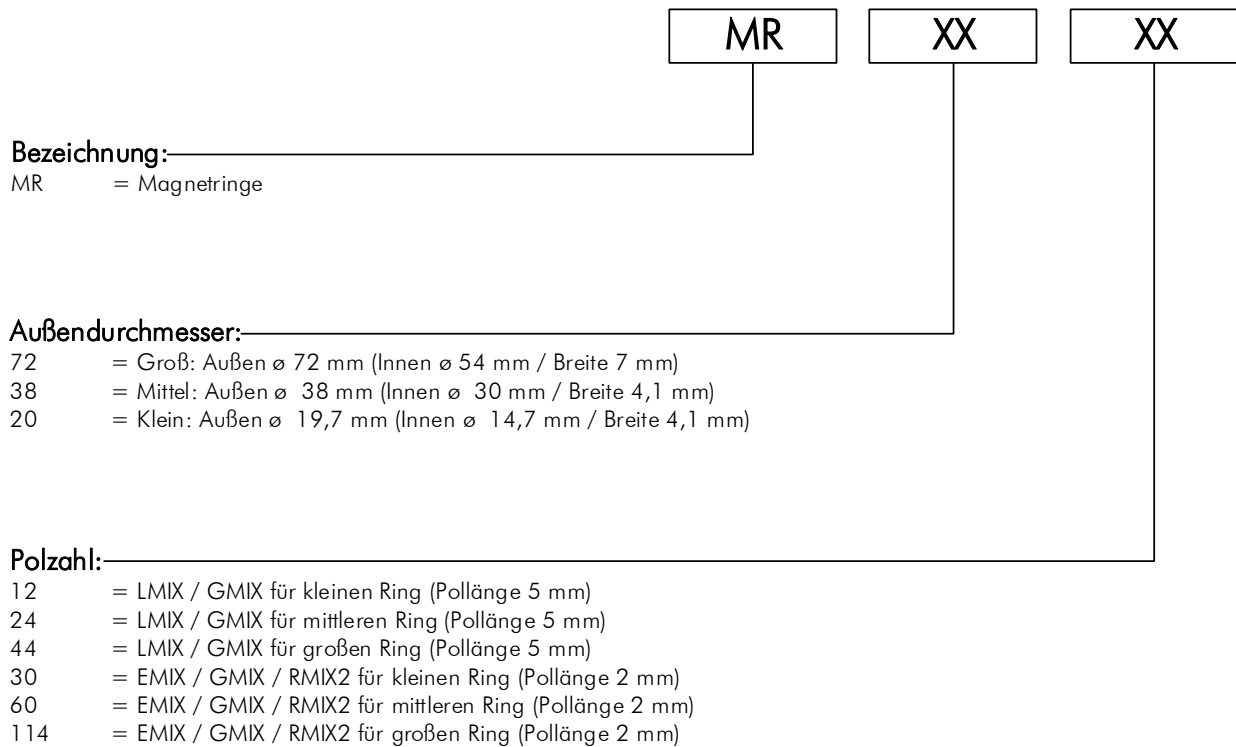 MR XX XX
Bezeichnung:
MR = Magnetringe
Außendurchmesser:
72 = Groß: Außen ø 72 mm (Innen ø 54 mm / Breite 7 mm)
38 = Mittel: Außen ø 38 mm (Innen ø 30 mm / Breite 4,1 mm)
20 = Klein: Außen ø 19,7 mm (Innen ø 14,7 mm / Breite 4,1 mm)
Polzahl:
12 = LMIX / GMIX für kleinen Ring (Pollänge 5 mm)
24 = LMIX / GMIX für mittleren Ring (Pollänge 5 mm)
44 = LMIX / GMIX für großen Ring (Pollänge 5 mm)
30 = EMIX / GMIX / RMIX2 für kleinen Ring (Pollänge 2 mm)
60 = EMIX / GMIX / RMIX2 für mittleren Ring (Pollänge 2 mm)
114 = EMIX / GMIX / RMIX2 für großen Ring (Pollänge 2 mm)